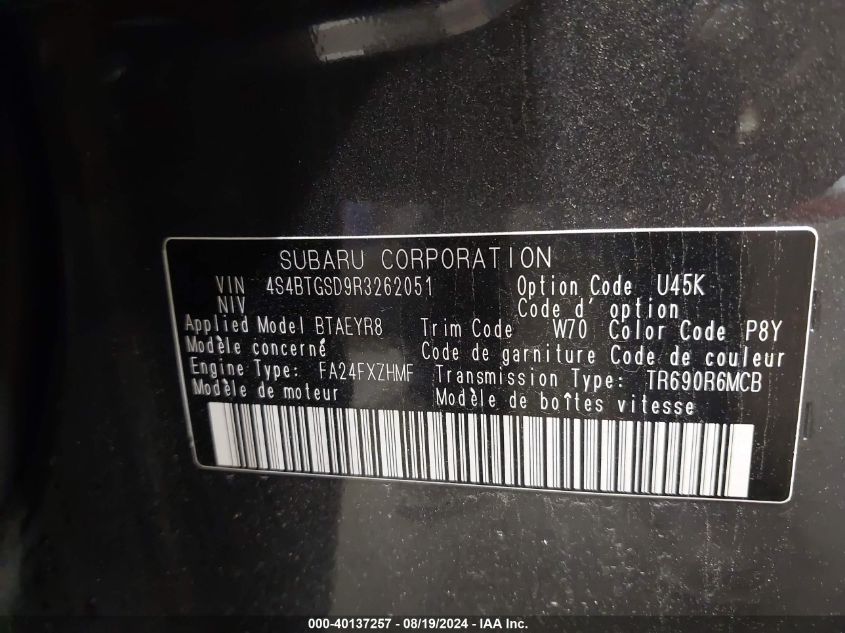 SUBARU CORPORATION
VIN 4S4BTGSD9R3262051 Option Code U45K
NIV Code d' option
Applied Model BTAEYR8 Trim Code W70 Color Code P8Y
Modèle concerné Code de garniture Code de couleur
Engine Type: FA24FXZHMF Transmission Type: TR690R6MCB
Modèle de moteur Modèle de boîtes vitesse
000-40137257 - 08/19/2024 - IAA Inc.